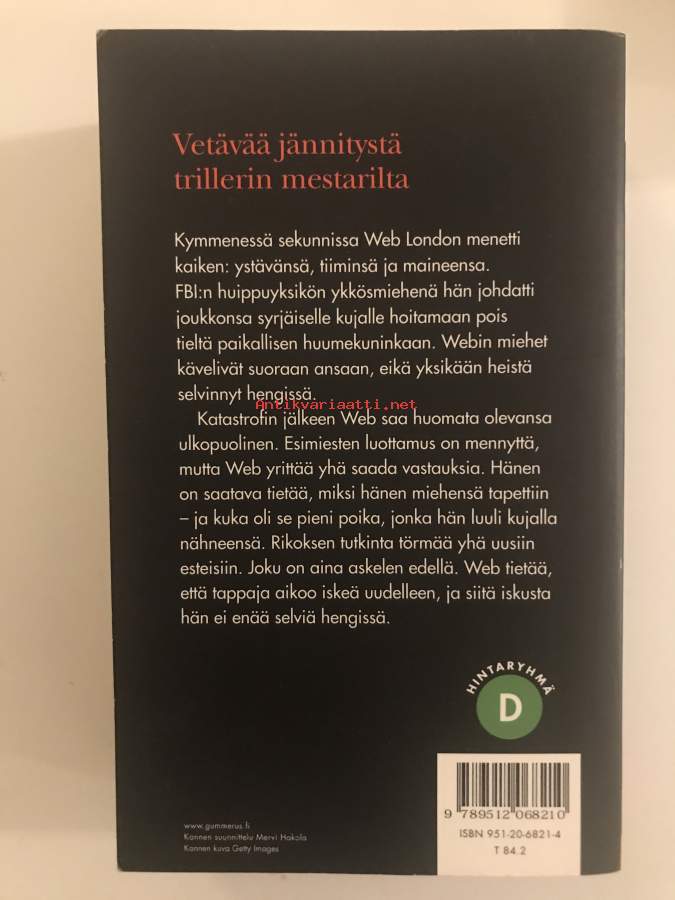 Vetävää jännitystä
trillerin mestarilta
Kymmenessä sekunnissa Web London menetti
kaiken: ystävänsä, tiiminsä ja maineensa.
FBI:n huippuyksikön ykkösmiehenä hän johdatti
joukkonsa syrjäiselle kujalle hoitamaan pois
tieltä paikallisen huumekuninkaan. Webin miehet
kävelivät suoraan ansaan, eikä yksikään heistä
selvinnyt hengissä.
Antikvariaatti.net
Katastrofin jälkeen Web saa huomata olevansa
ulkopuolinen. Esimiesten luottamus on mennyttä,
mutta Web yrittää yhä saada vastauksia. Hänen
on saatava tietää, miksi hänen miehensä tapettiin
– ja kuka oli se pieni poika, jonka hän luuli kujalla
nähneensä. Rikoksen tutkinta törmää yhä uusiin
esteisiin. Joku on aina askelen edellä. Web tietää,
että tappaja aikoo iskeä uudelleen, ja siitä iskusta
hän ei enää selviä hengissä.
HINTARYHMÄ
D
9 789512 068210
ISBN 951-20-6821-4
T 84.2
www.gummerus.fi
Kannen suunnittelu Mervi Hakala
Kannen kuva Getty Images